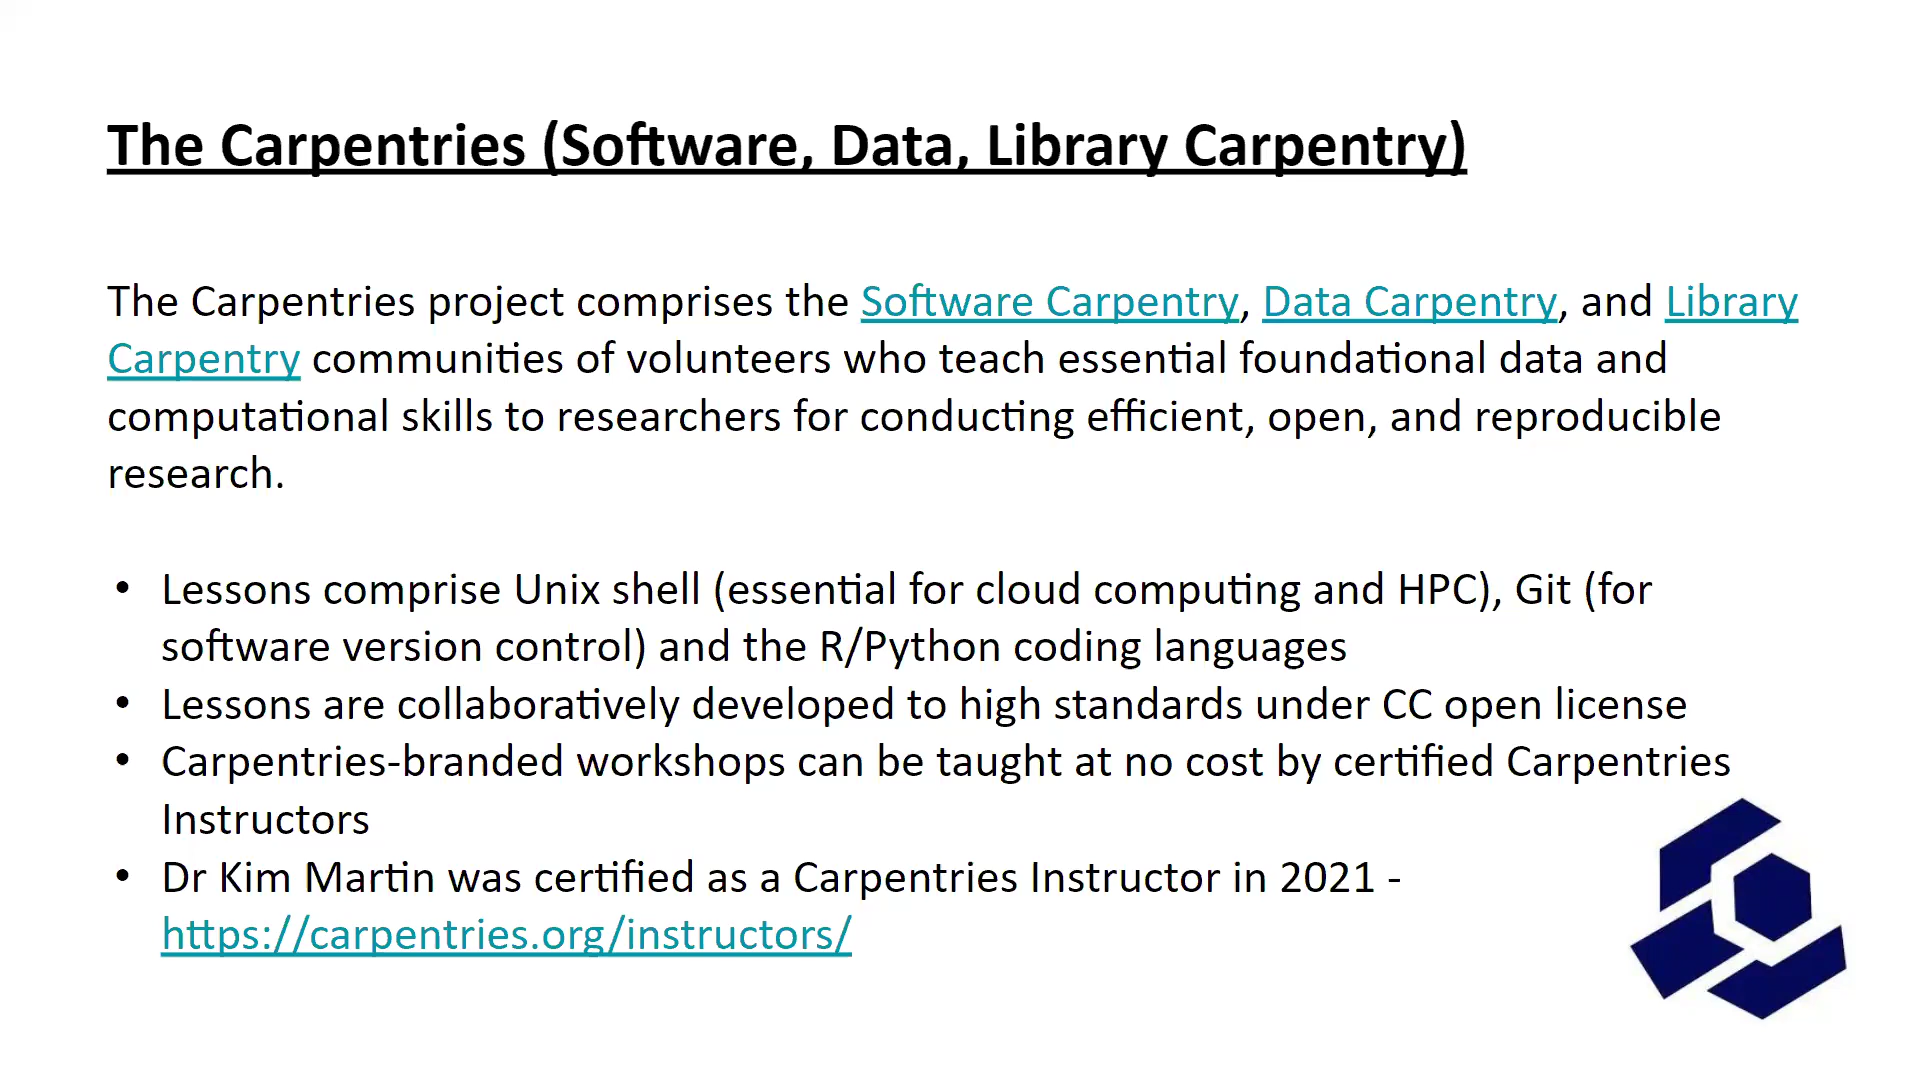 The Carpentries (Software, Data, Library Carpentry)
The Carpentries project comprises the Software Carpentry, Data Carpentry, and Library
Carpentry communities of volunteers who teach essential foundational data and
computational skills to researchers for conducting efficient, open, and reproducible
research.
• Lessons comprise Unix shell (essential for cloud computing and HPC), Git (for
software version control) and the R/Python coding languages
• Lessons are collaboratively developed to high standards under CC open license
• Carpentries-branded workshops can be taught at no cost by certified Carpentries
Instructors
• Dr Kim Martin was certified as a Carpentries Instructor in 2021 -
https://carpentries.org/instructors/